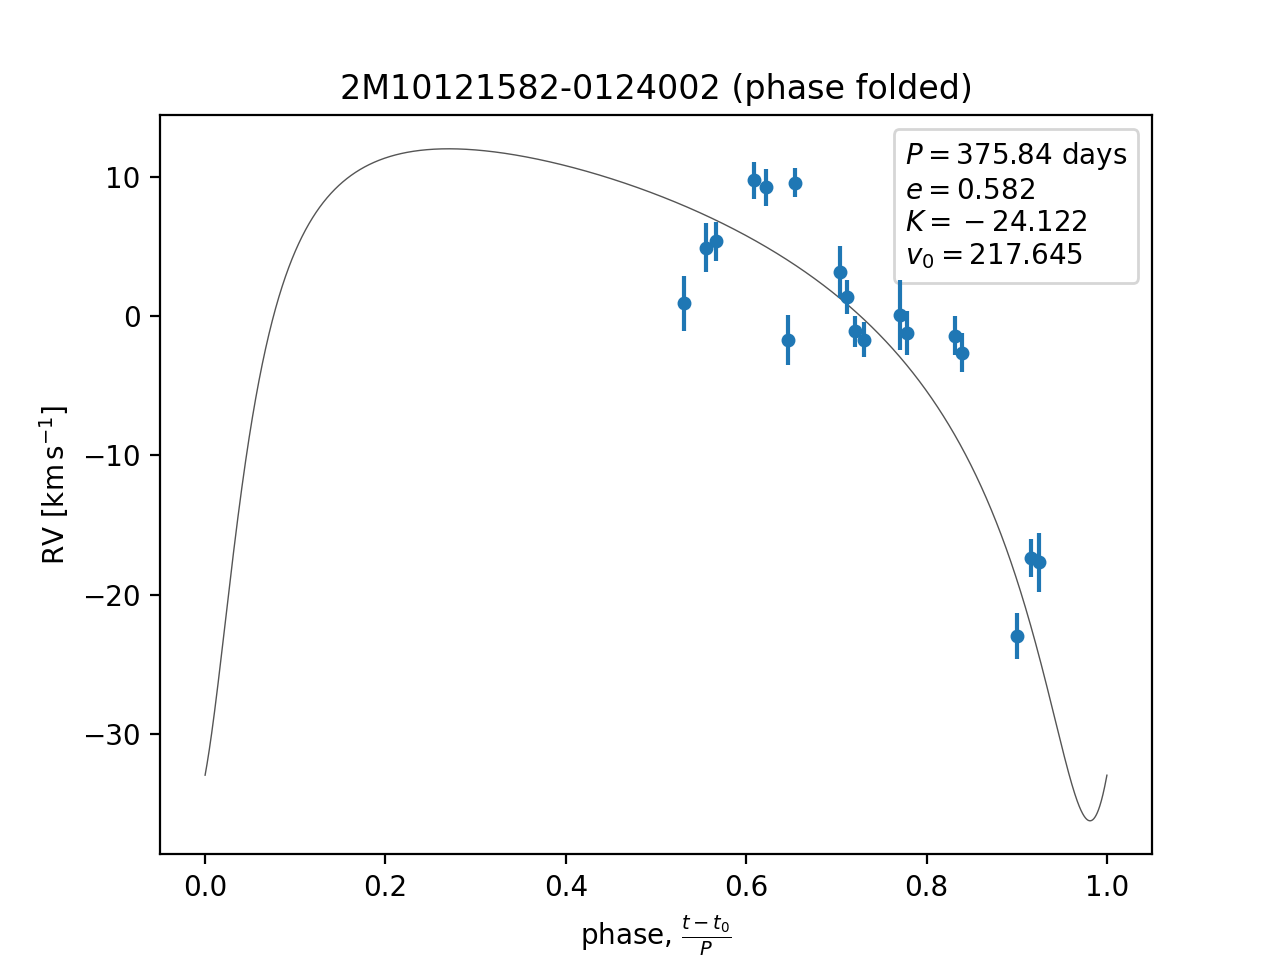 2M10121582-0124002 (phase folded)
P = 375.84 days
e = 0.582
K = −24.122
v₀ = 217.645
RV [km s⁻¹]
10
0
−10
−20
−30
0.0 0.2 0.4 0.6 0.8 1.0
phase, (t − t₀)/P